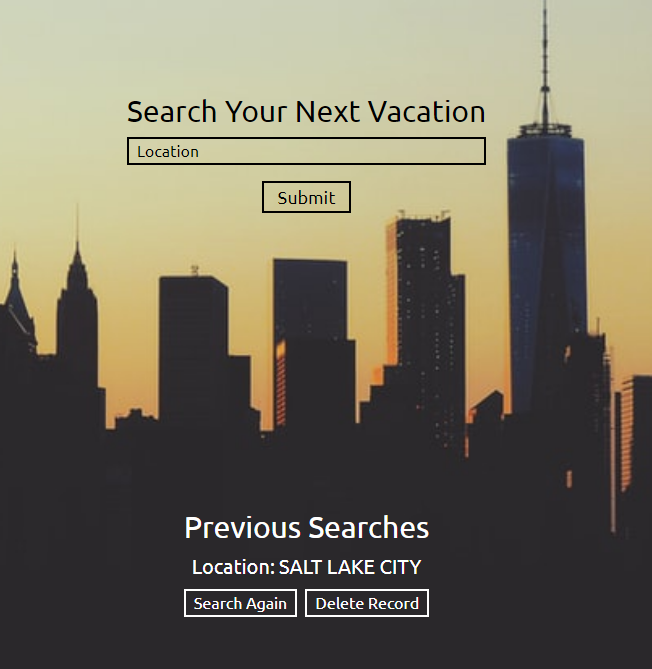 Search Your Next Vacation
Location
Submit
Previous Searches
Location: SALT LAKE CITY
Search Again Delete Record